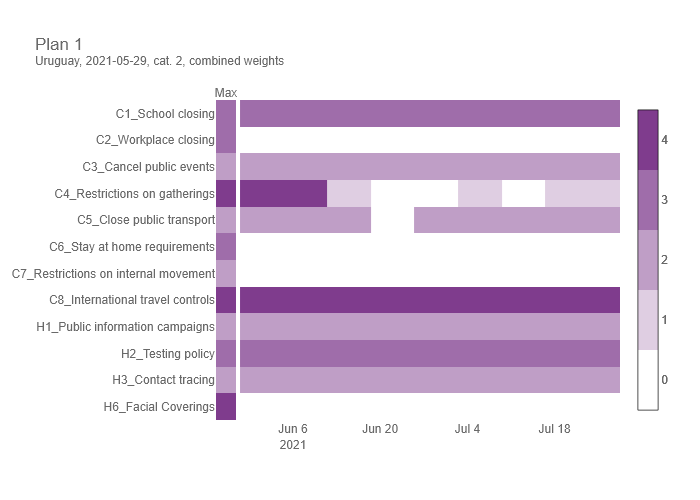 Plan 1
Uruguay, 2021-05-29, cat. 2, combined weights
Max
C1_School closing
C2_Workplace closing
C3_Cancel public events
C4_Restrictions on gatherings
C5_Close public transport
C6_Stay at home requirements
C7_Restrictions on internal movement
C8_International travel controls
H1_Public information campaigns
H2_Testing policy
H3_Contact tracing
H6_Facial Coverings
Jun 6
2021
Jun 20
Jul 4
Jul 18
4
3
2
1
0